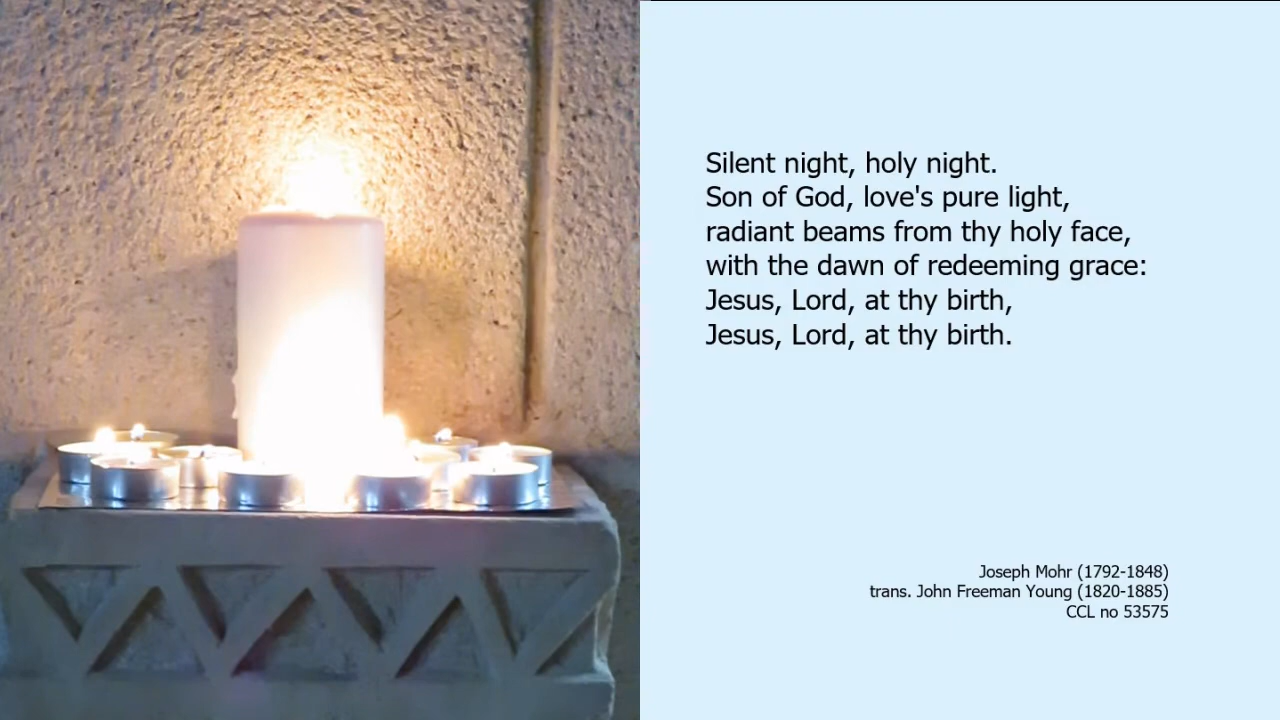 Silent night, holy night.
Son of God, love's pure light,
radiant beams from thy holy face,
with the dawn of redeeming grace:
Jesus, Lord, at thy birth,
Jesus, Lord, at thy birth.
Joseph Mohr (1792-1848)
trans. John Freeman Young (1820-1885)
CCL no 53575